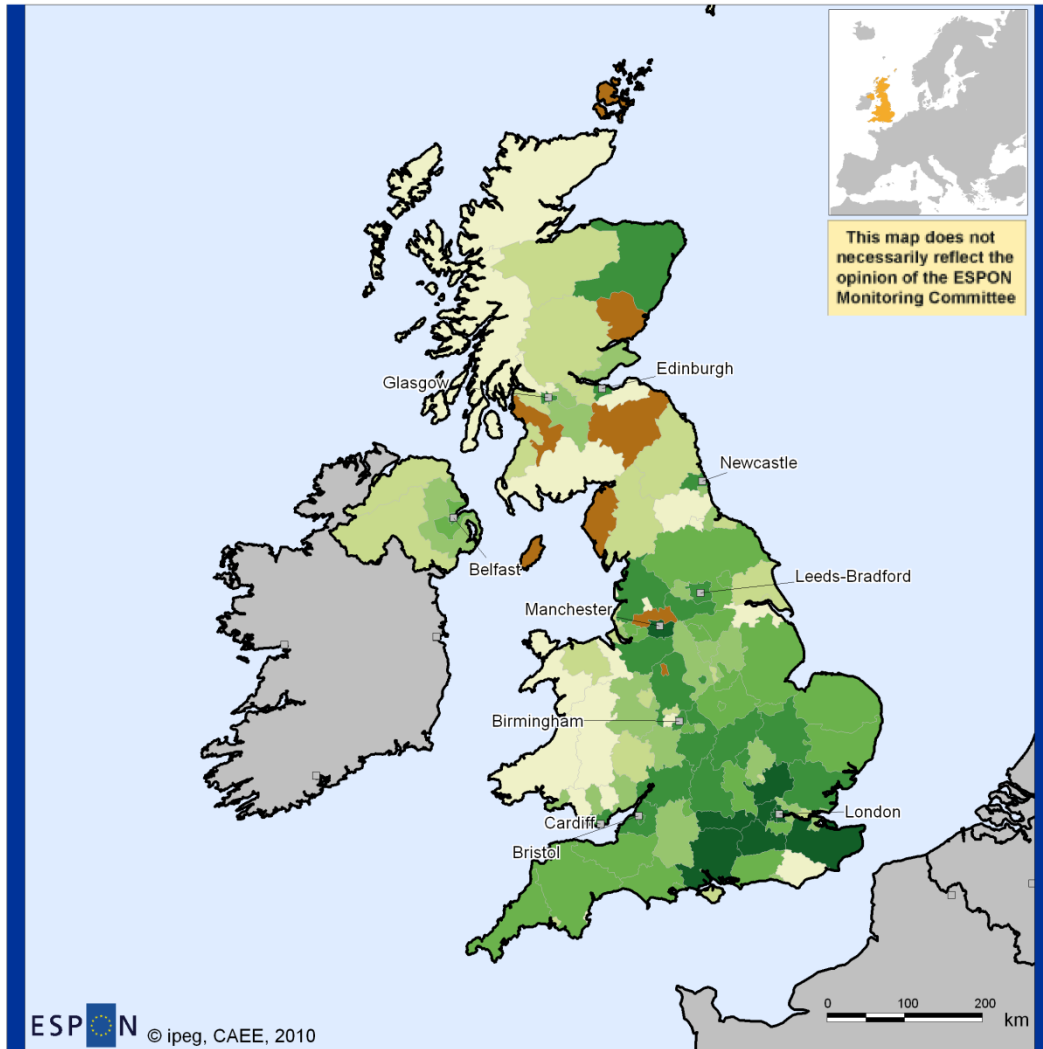 This map does not
necessarily reflect the
opinion of the ESPON
Monitoring Committee
Edinburgh
Glasgow
Newcastle
Belfast
Leeds-Bradford
Manchester
Birmingham
London
Cardiff
Bristol
0 100 200
km
ESPON © ipeg, CAEE, 2010